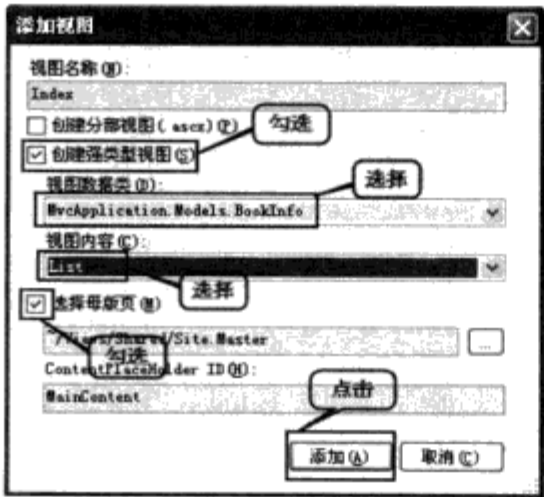 添加视图
视图名称(N):
Index
创建分部视图(.ascx)(P)
勾选
创建强类型视图(S)
选择
视图数据类(D):
MvcApplication.Models.BookInfo
视图内容(C):
List
选择
选择母版页(M)
/Shared/Site.Master
...
勾选
ContentPlaceHolder ID(H):
点击
MainContent
添加(A)
取消(C)